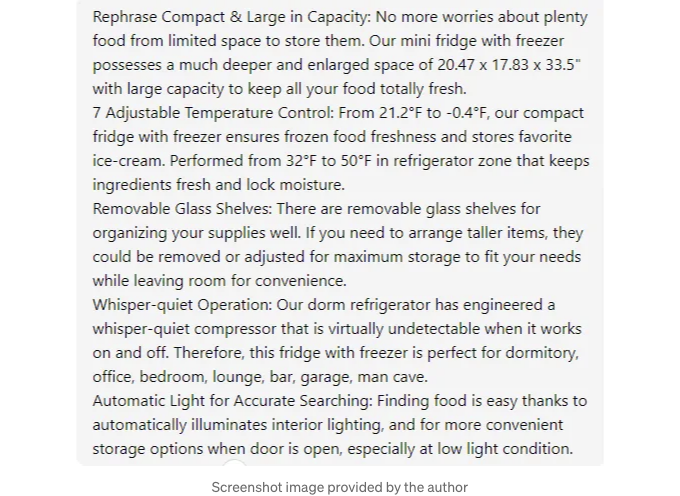 Rephrase Compact & Large in Capacity: No more worries about plenty
food from limited space to store them. Our mini fridge with freezer
possesses a much deeper and enlarged space of 20.47 x 17.83 x 33.5"
with large capacity to keep all your food totally fresh.
7 Adjustable Temperature Control: From 21.2°F to -0.4°F, our compact
fridge with freezer ensures frozen food freshness and stores favorite
ice-cream. Performed from 32°F to 50°F in refrigerator zone that keeps
ingredients fresh and lock moisture.
Removable Glass Shelves: There are removable glass shelves for
organizing your supplies well. If you need to arrange taller items, they
could be removed or adjusted for maximum storage to fit your needs
while leaving room for convenience.
Whisper-quiet Operation: Our dorm refrigerator has engineered a
whisper-quiet compressor that is virtually undetectable when it works
on and off. Therefore, this fridge with freezer is perfect for dormitory,
office, bedroom, lounge, bar, garage, man cave.
Automatic Light for Accurate Searching: Finding food is easy thanks to
automatically illuminates interior lighting, and for more convenient
storage options when door is open, especially at low light condition.
Screenshot image provided by the author